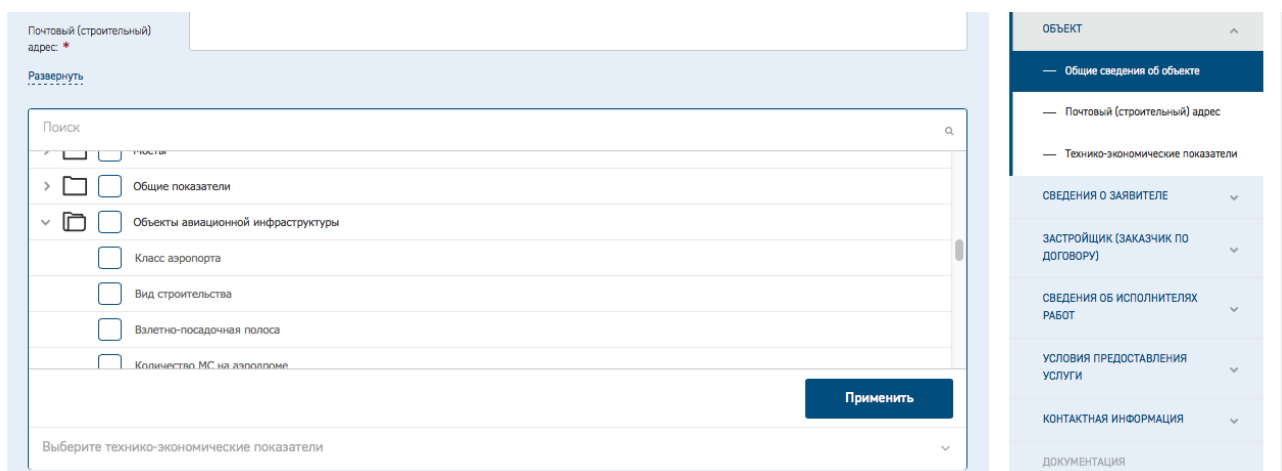 Почтовый (строительный)
адрес: *
Развернуть
Поиск
Мосты
Общие показатели
Объекты авиационной инфраструктуры
Класс аэропорта
Вид строительства
Взлетно-посадочная полоса
Количество МС на аэродроме
Применить
Выберите технико-экономические показатели
ОБЪЕКТ
— Общие сведения об объекте
— Почтовый (строительный) адрес
— Технико-экономические показатели
СВЕДЕНИЯ О ЗАЯВИТЕЛЕ
ЗАСТРОЙЩИК (ЗАКАЗЧИК ПО
ДОГОВОРУ)
СВЕДЕНИЯ ОБ ИСПОЛНИТЕЛЯХ
РАБОТ
УСЛОВИЯ ПРЕДОСТАВЛЕНИЯ
УСЛУГИ
КОНТАКТНАЯ ИНФОРМАЦИЯ
ДОКУМЕНТАЦИЯ